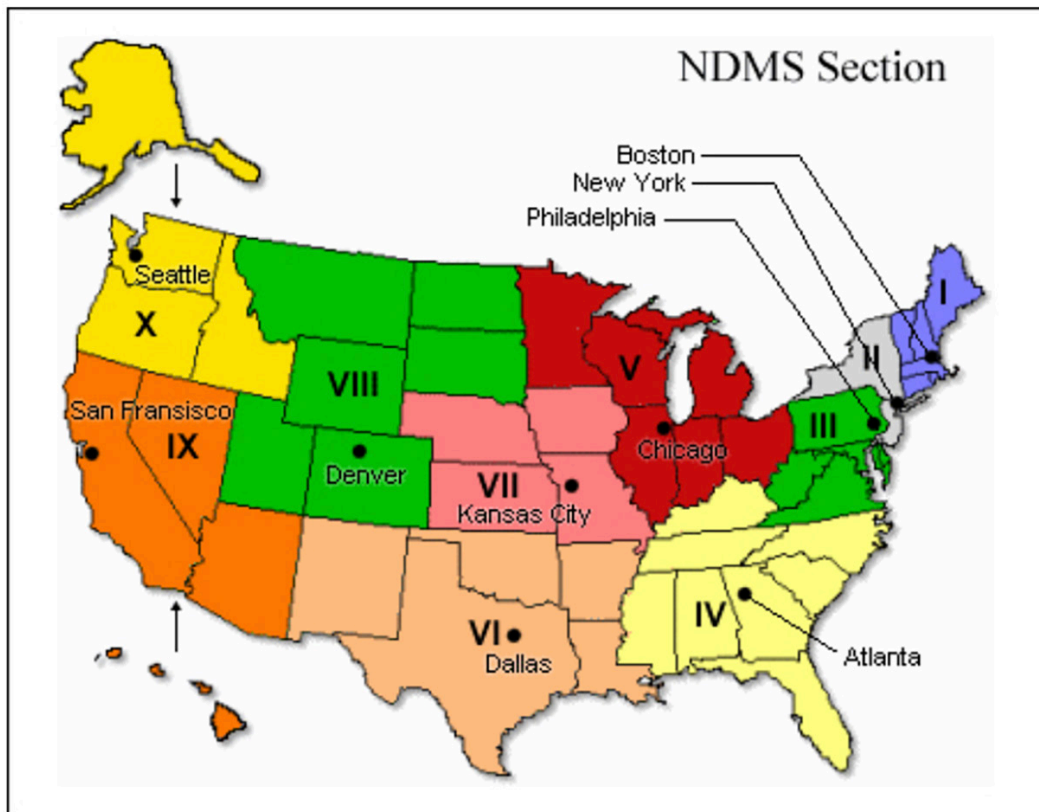 NDMS Section
Boston
New York
Philadelphia
Seattle
I
X
II
V
VIII
San Fransisco
III
IX
Chicago
Denver
VII
Kansas City
IV
VI
Dallas
Atlanta